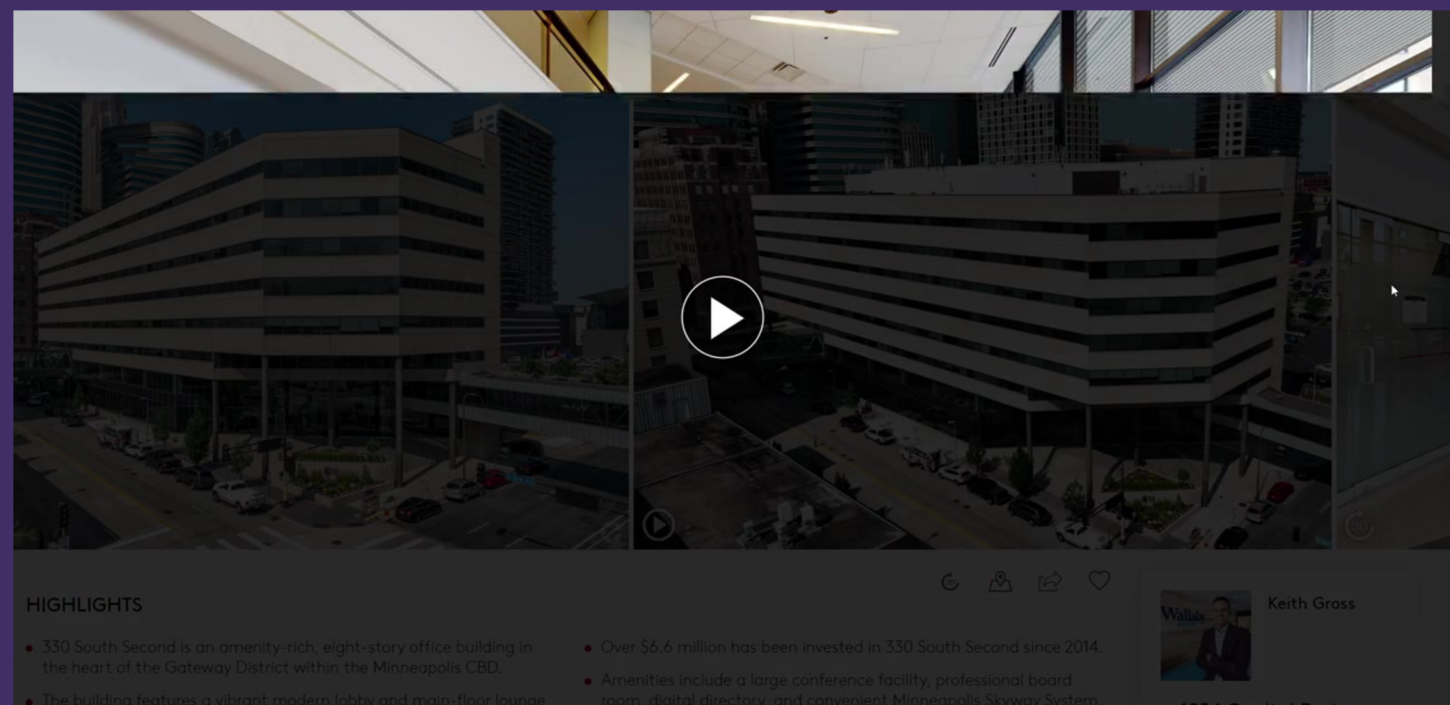 HIGHLIGHTS
330 South Second is an amenity-rich, eight-story office building in
the heart of the Gateway District within the Minneapolis CBD.
The building features a vibrant modern lobby and main-floor lounge
Over $6.6 million has been invested in 330 South Second since 2014.
Amenities include a large conference facility, professional board
room, digital directory, and convenient Minneapolis Skyway System
Keith Gross